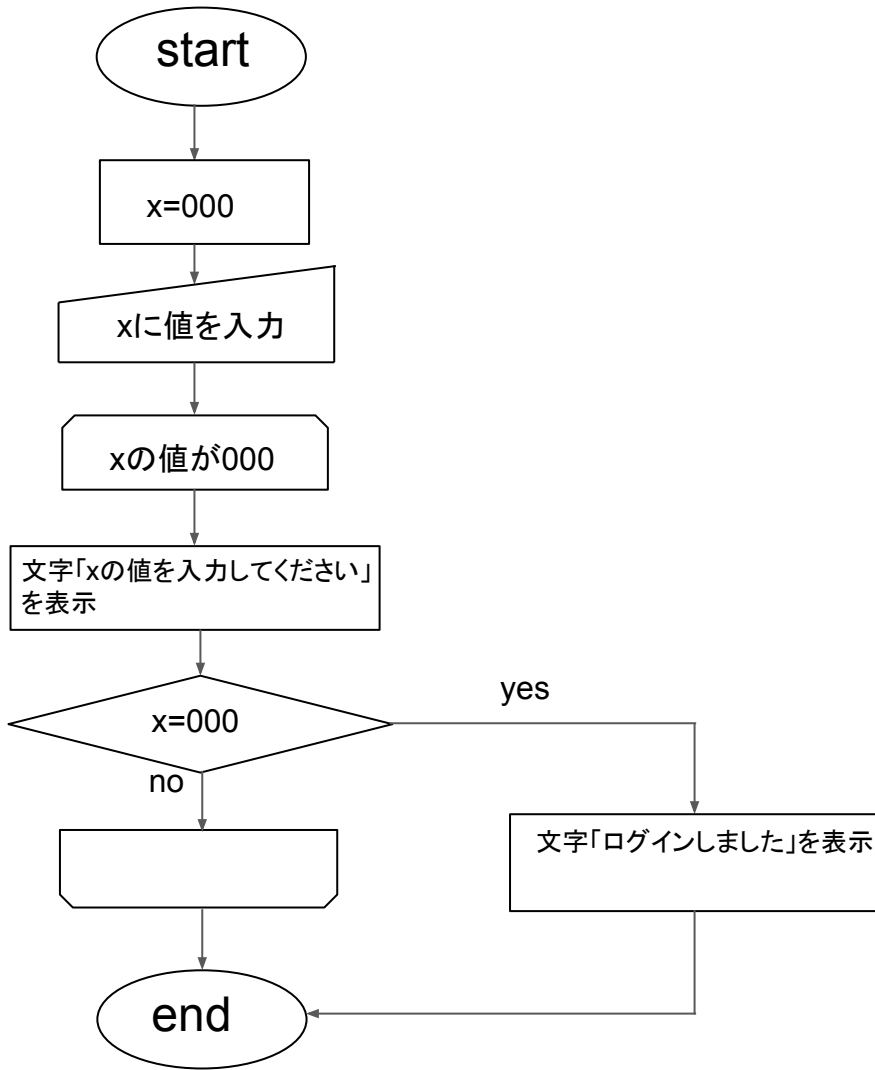 start
x=000
xに値を入力
xの値が000
文字「xの値を入力してください」
を表示
x=000
yes
no
文字「ログインしました」を表示
end